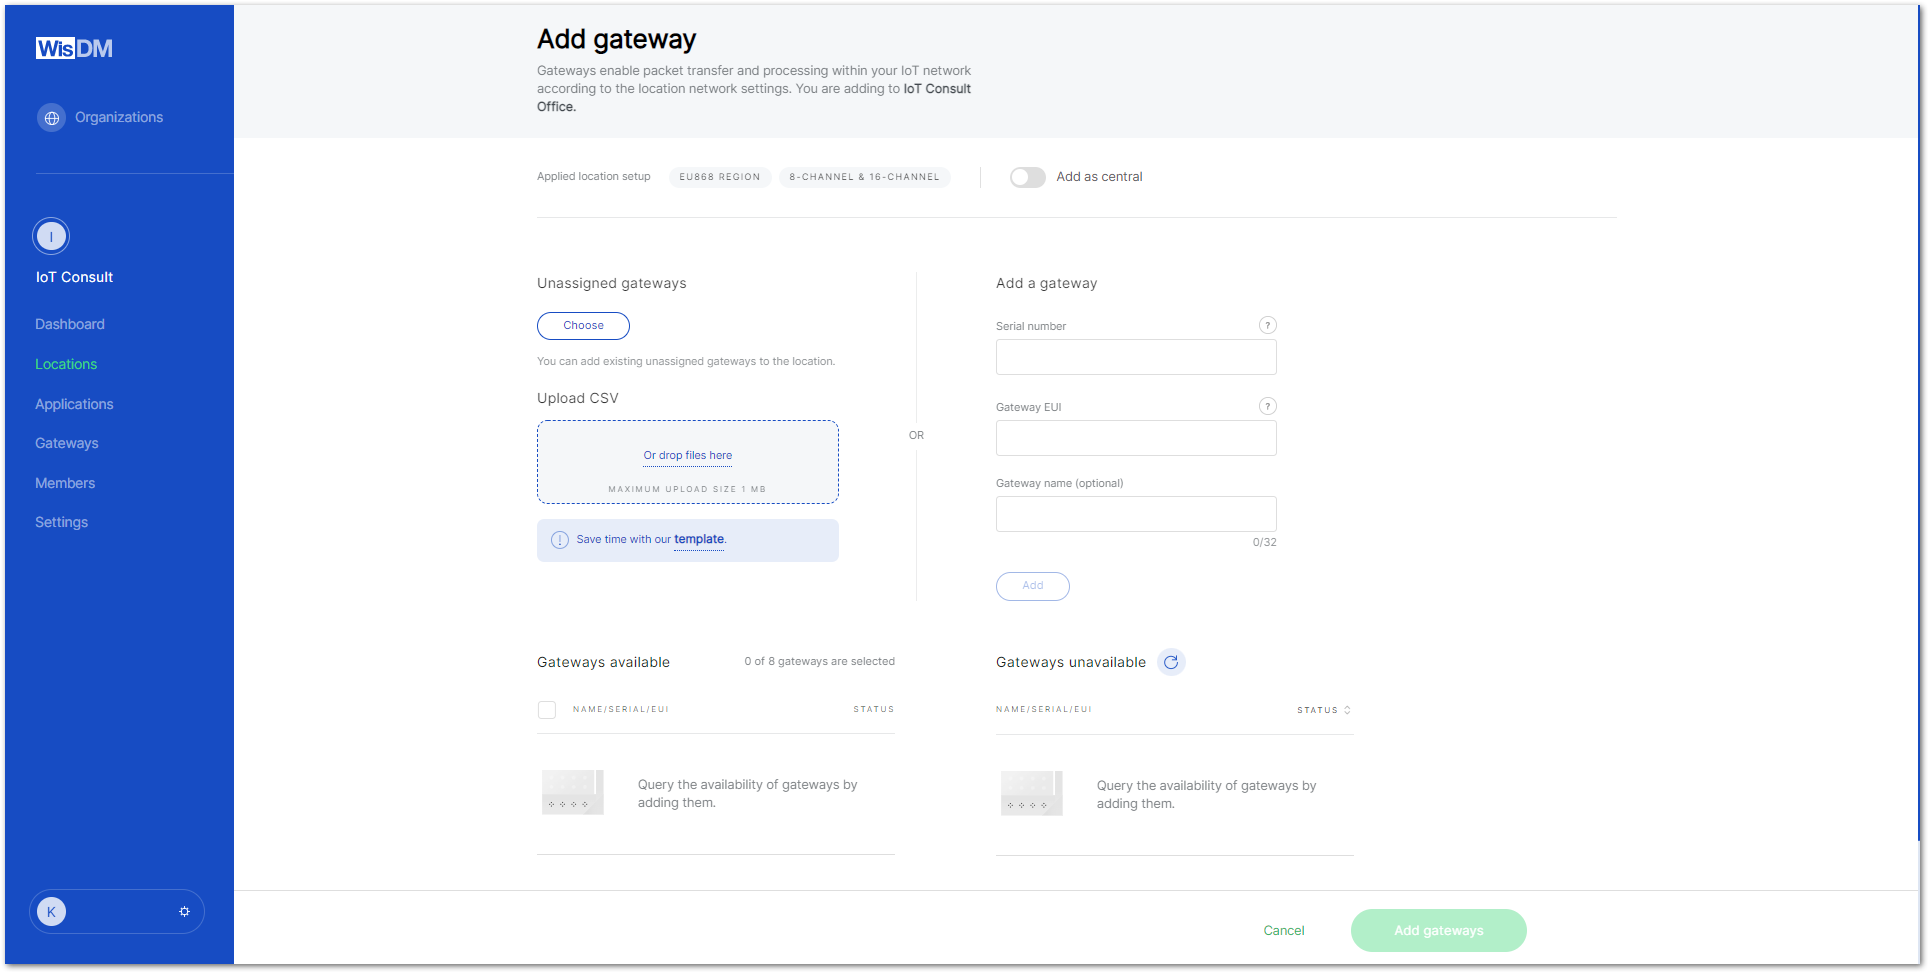 WisDM
Organizations
I
IoT Consult
Dashboard
Locations
Applications
Gateways
Members
Settings
K
Add gateway
Gateways enable packet transfer and processing within your IoT network
according to the location network settings. You are adding to IoT Consult
Office.
Applied location setup
EU868 REGION
8-CHANNEL & 16-CHANNEL
Add as central
Unassigned gateways
Choose
You can add existing unassigned gateways to the location.
Upload CSV
Or drop files here
MAXIMUM UPLOAD SIZE 1 MB
Save time with our template.
OR
Add a gateway
Serial number
?
Gateway EUI
?
Gateway name (optional)
0/32
Add
Gateways available
0 of 8 gateways are selected
NAME/SERIAL/EUI
STATUS
Query the availability of gateways by
adding them.
Gateways unavailable
NAME/SERIAL/EUI
STATUS
Query the availability of gateways by
adding them.
Cancel
Add gateways